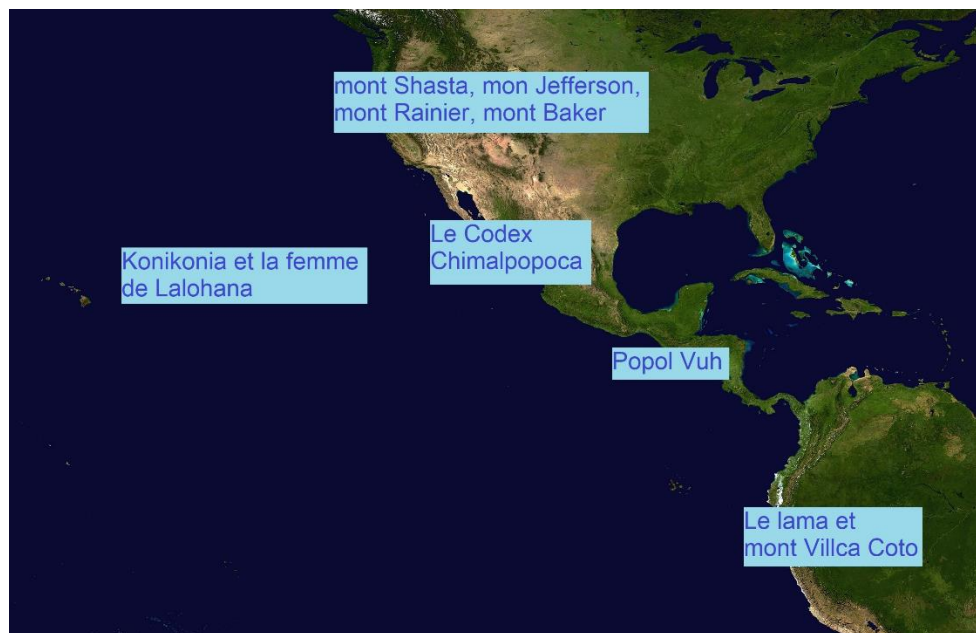 mont Shasta, mon Jefferson,
mont Rainier, mont Baker
Le Codex
Chimalpopoca
Konikonia et la femme
de Lalohana
Popol Vuh
Le lama et
mont Villca Coto